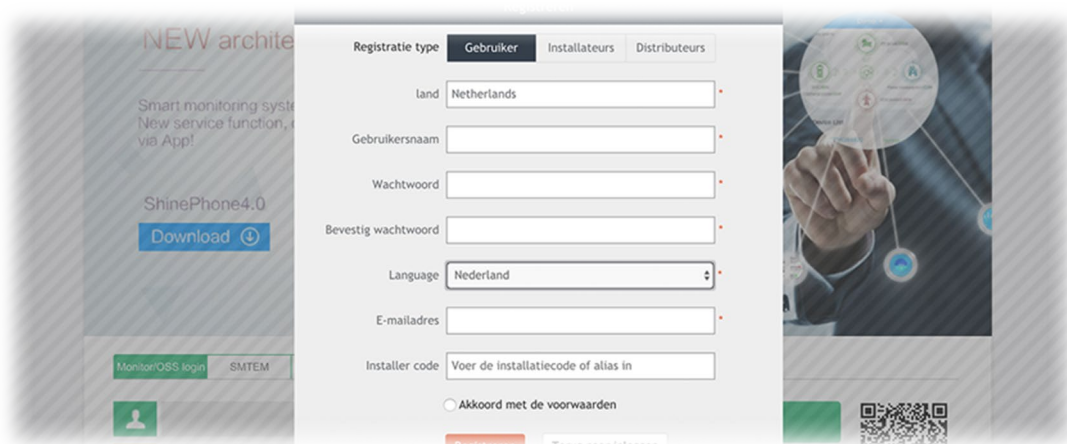 NEW archite
Smart monitoring syste
New service function,
via App!
ShinePhone4.0
Download
Registratie type Gebruiker Installateurs Distributeurs
land Netherlands *
Gebruikersnaam *
Wachtwoord *
Bevestig wachtwoord *
Language Nederland *
E-mailadres *
Installer code Voer de installatiecode of alias in
Akkoord met de voorwaarden
Monitor/OSS login SMTEM